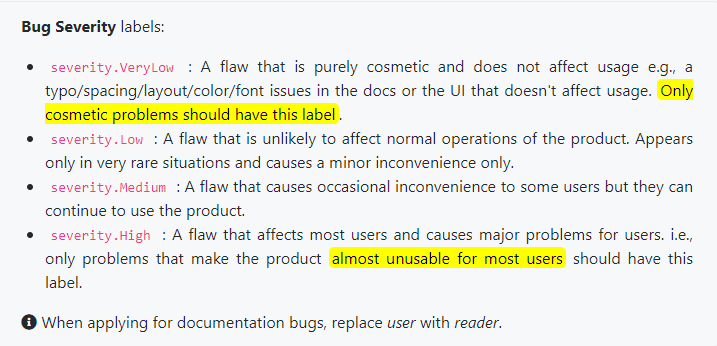 Bug Severity labels:
severity.VeryLow : A flaw that is purely cosmetic and does not affect usage e.g., a
typo/spacing/layout/color/font issues in the docs or the UI that doesn't affect usage. Only
cosmetic problems should have this label.
severity.Low : A flaw that is unlikely to affect normal operations of the product. Appears
only in very rare situations and causes a minor inconvenience only.
severity.Medium : A flaw that causes occasional inconvenience to some users but they can
continue to use the product.
severity.High : A flaw that affects most users and causes major problems for users. i.e.,
only problems that make the product almost unusable for most users should have this
label.
When applying for documentation bugs, replace user with reader.